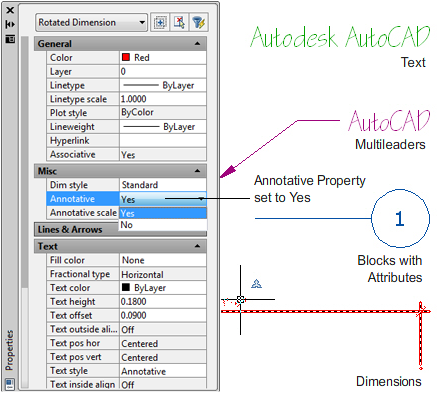 Rotated Dimension
General
Color Red
Layer 0
Linetype ByLayer
Linetype scale 1.0000
Plot style ByColor
Lineweight ByLayer
Hyperlink
Associative Yes
Misc
Dim style Standard
Annotative Yes
Annotative scale Yes
No
Lines & Arrows
Text
Fill color None
Fractional type Horizontal
Text color ByLayer
Text height 0.1800
Text offset 0.0900
Text outside ali... Off
Text pos hor Centered
Text pos vert Centered
Text style Annotative
Text inside align Off
Properties
Autodesk AutoCAD
Text
AutoCAD
Multileaders
Annotative Property
set to Yes
1
Blocks with
Attributes
Dimensions